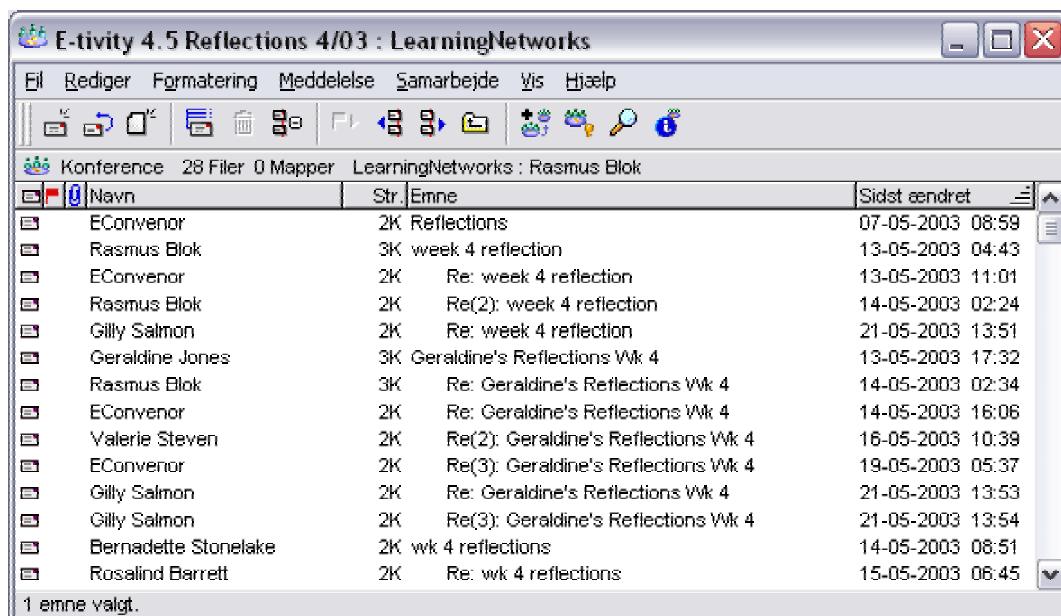 E-tivity 4.5 Reflections 4/03 : LearningNetworks
Fil Rediger Formatering Meddelelse Samarbejde Vis Hjælp
Konference 28 Filer 0 Mapper LearningNetworks : Rasmus Blok
Navn Str. Emne Sidst ændret
EConvenor 2K Reflections 07-05-2003 08:59
Rasmus Blok 3K week 4 reflection 13-05-2003 04:43
EConvenor 2K Re: week 4 reflection 13-05-2003 11:01
Rasmus Blok 2K Re(2): week 4 reflection 14-05-2003 02:24
Gilly Salmon 2K Re: week 4 reflection 21-05-2003 13:51
Geraldine Jones 3K Geraldine's Reflections Wk 4 13-05-2003 17:32
Rasmus Blok 3K Re: Geraldine's Reflections Wk 4 14-05-2003 02:34
EConvenor 2K Re: Geraldine's Reflections Wk 4 14-05-2003 16:06
Valerie Steven 2K Re(2): Geraldine's Reflections Wk 4 16-05-2003 10:39
EConvenor 2K Re(3): Geraldine's Reflections Wk 4 19-05-2003 05:37
Gilly Salmon 2K Re: Geraldine's Reflections Wk 4 21-05-2003 13:53
Gilly Salmon 2K Re(3): Geraldine's Reflections Wk 4 21-05-2003 13:54
Bernadette Stonelake 2K wk 4 reflections 14-05-2003 08:51
Rosalind Barrett 2K Re: wk 4 reflections 15-05-2003 06:45
1 emne valgt.